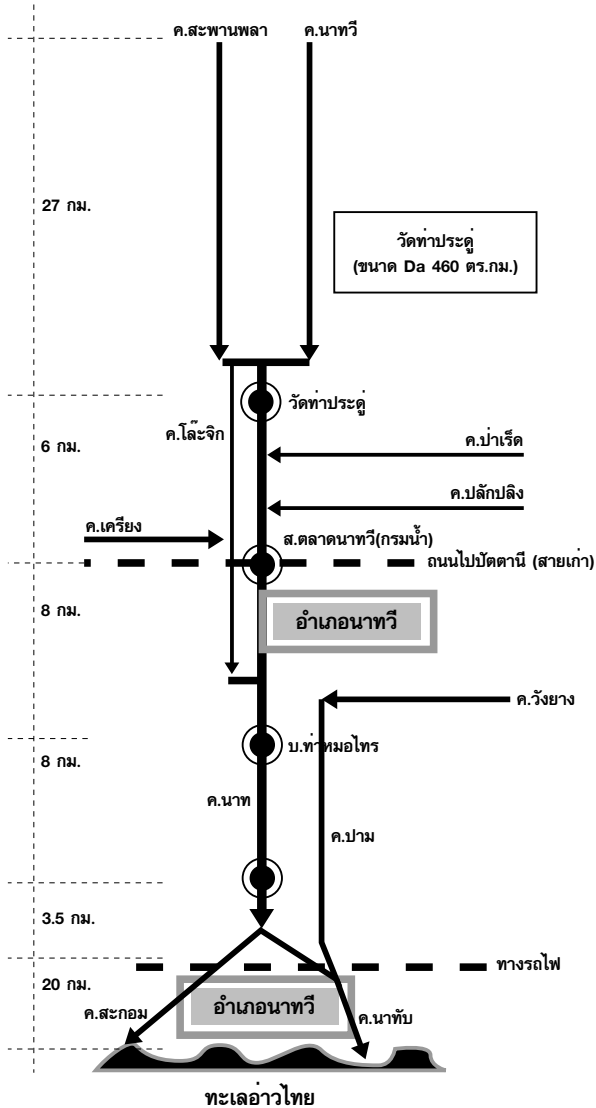 ค.สะพานพลา
ค.นาทวี
27 กม.
วัดท่าประดู่
(ขนาด Da 460 ตร.กม.)
วัดท่าประดู่
ค.โล๊ะจิก
6 กม.
ค.ป่าเร็ด
ค.ปลักปลิง
ค.เครียง
ส.ตลาดนาทวี(กรมน้ำ)
ถนนไปปัตตานี (สายเก่า)
8 กม.
อำเภอนาทวี
ค.วังยาง
บ.ท่าหมอไทร
8 กม.
ค.นาท
ค.ปาม
3.5 กม.
ทางรถไฟ
20 กม.
ค.สะกอม
อำเภอนาทวี
ค.นาทับ
ทะเลอ่าวไทย